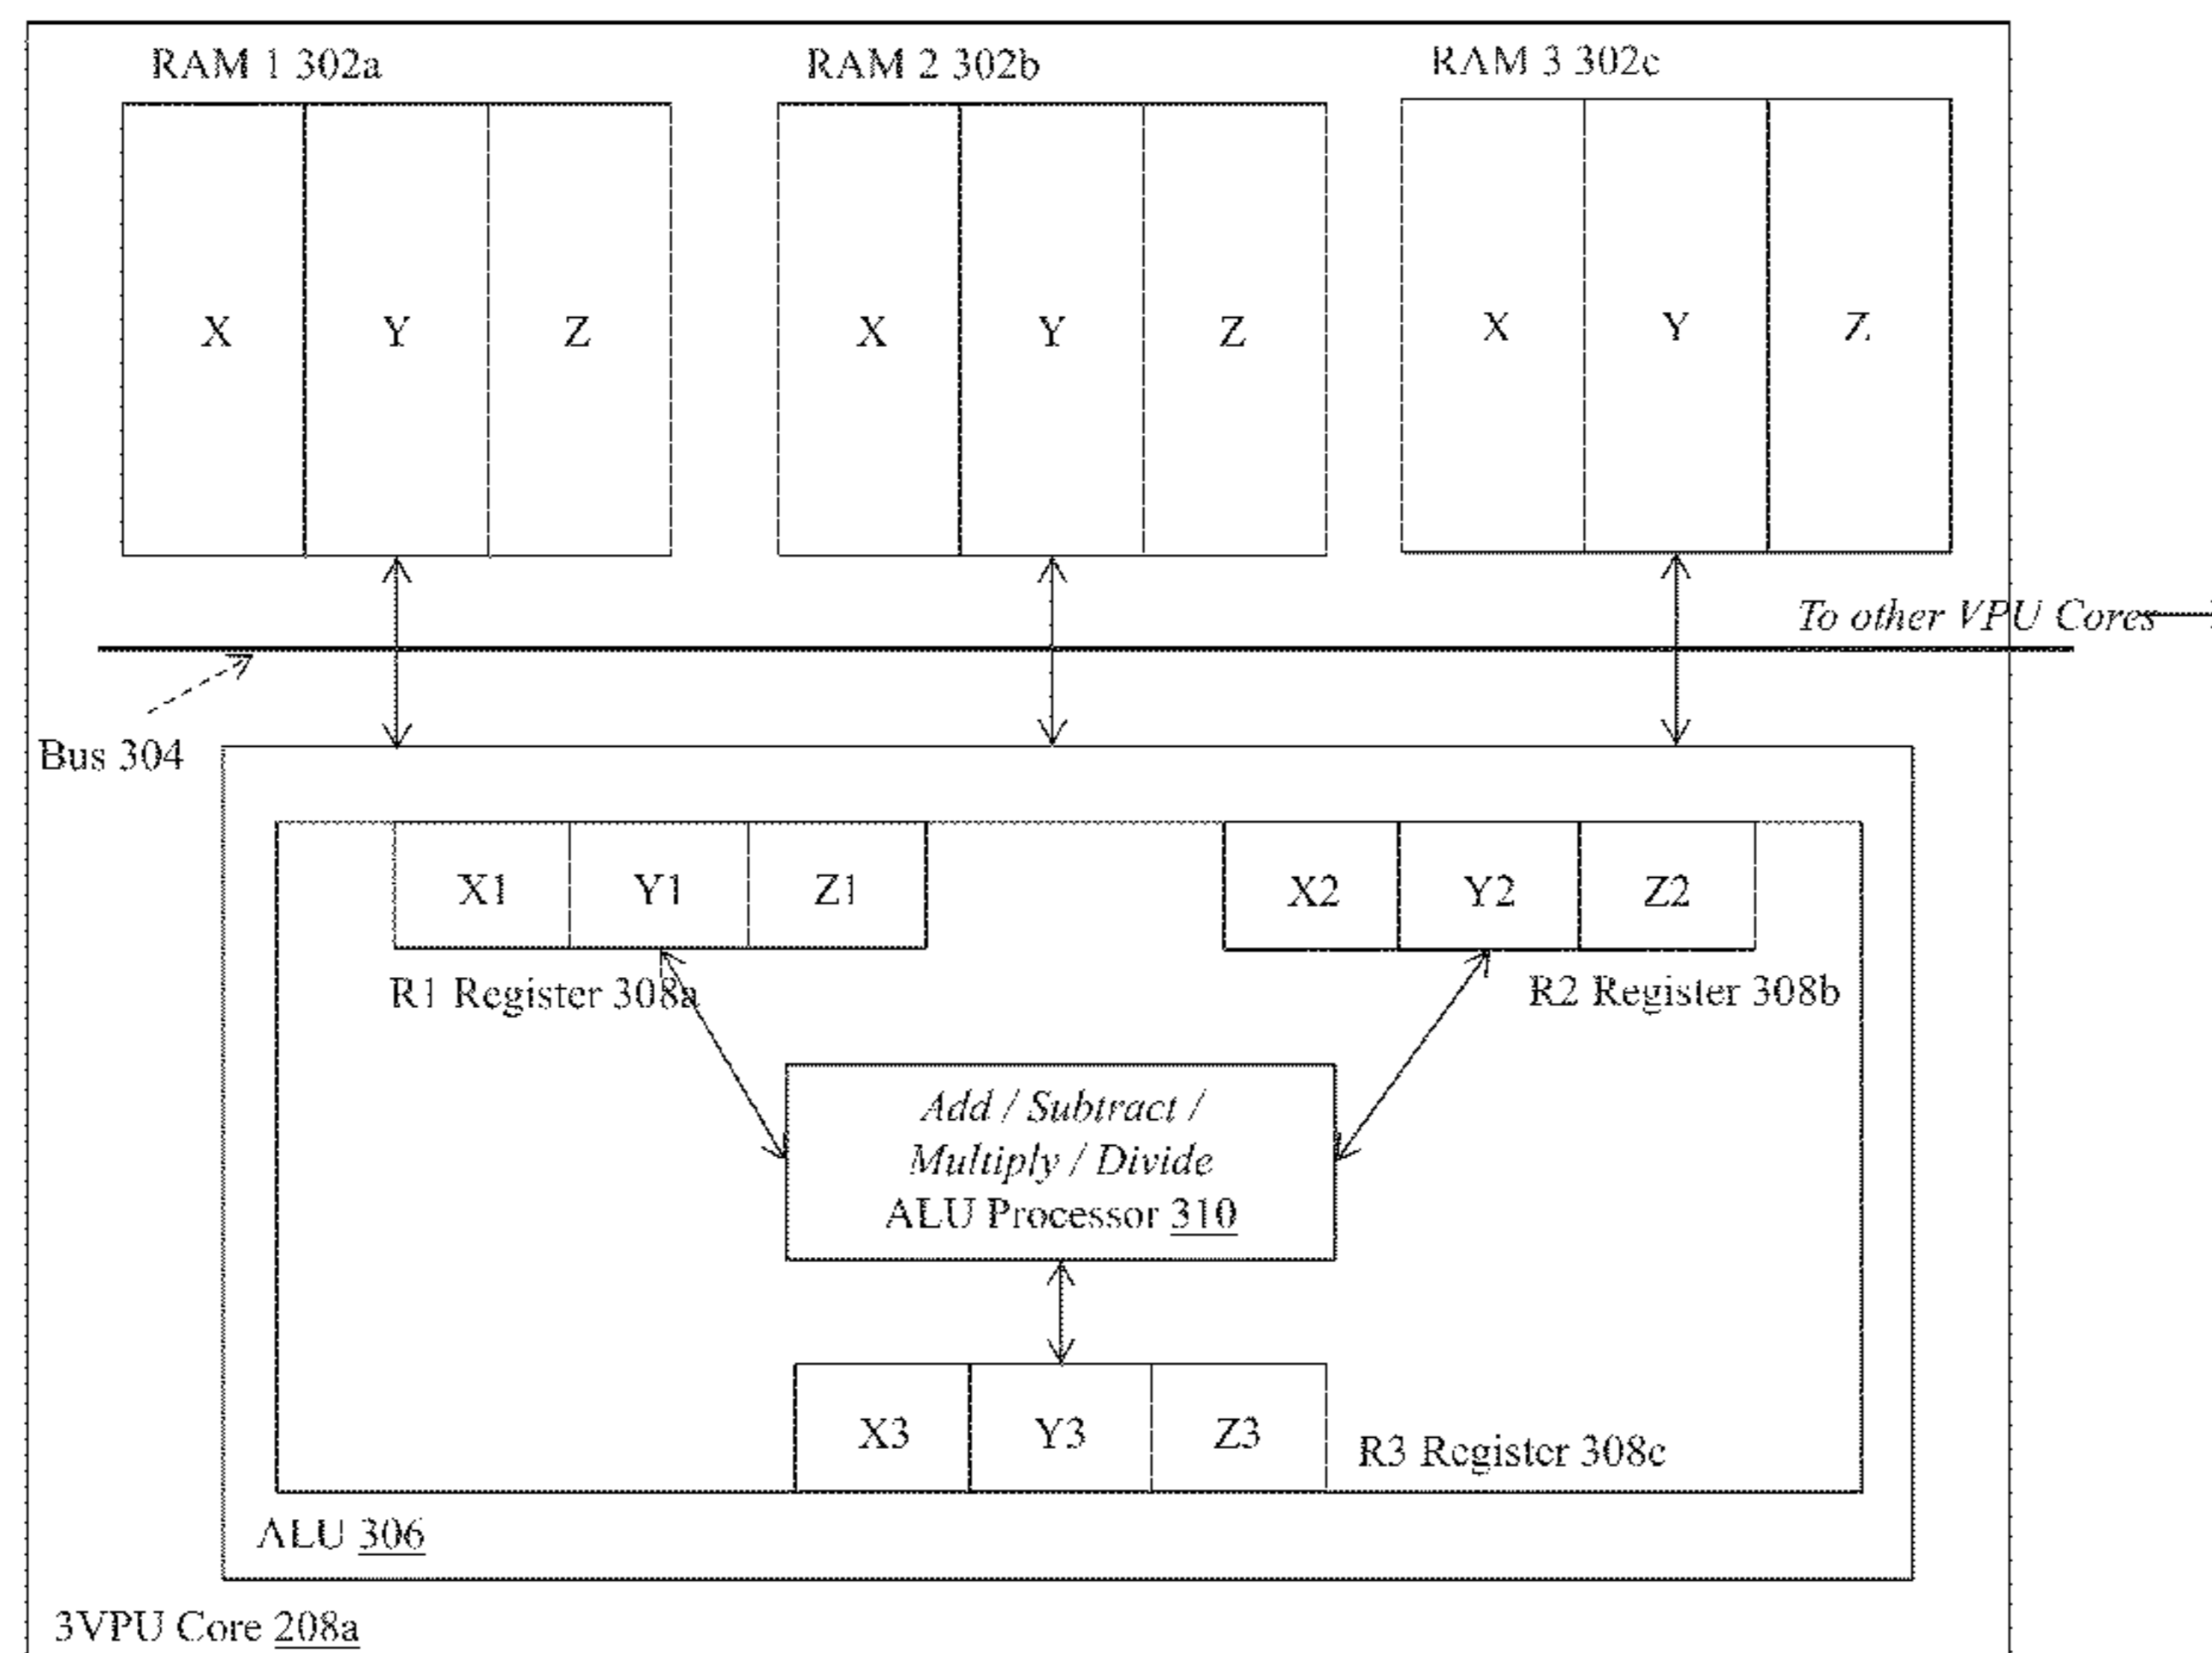 RAM 1 302a
RAM 2 302b
RAM 3 302c
X Y Z
X Y Z
X Y Z
To other VPU Cores
Bus 304
X1 Y1 Z1
X2 Y2 Z2
R1 Register 308a
R2 Register 308b
Add / Subtract /
Multiply / Divide
ALU Processor 310
X3 Y3 Z3
R3 Register 308c
ALU 306
3VPU Core 208a